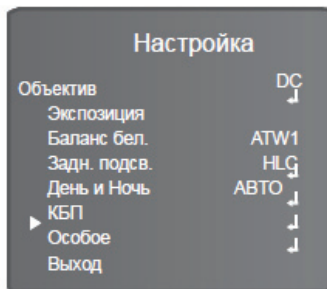 Настройка
Объектив DC
Экспозиция
Баланс бел. ATW1
Задн. подсв. HLC
День и Ночь АВТО
КБП
Особое
Выход